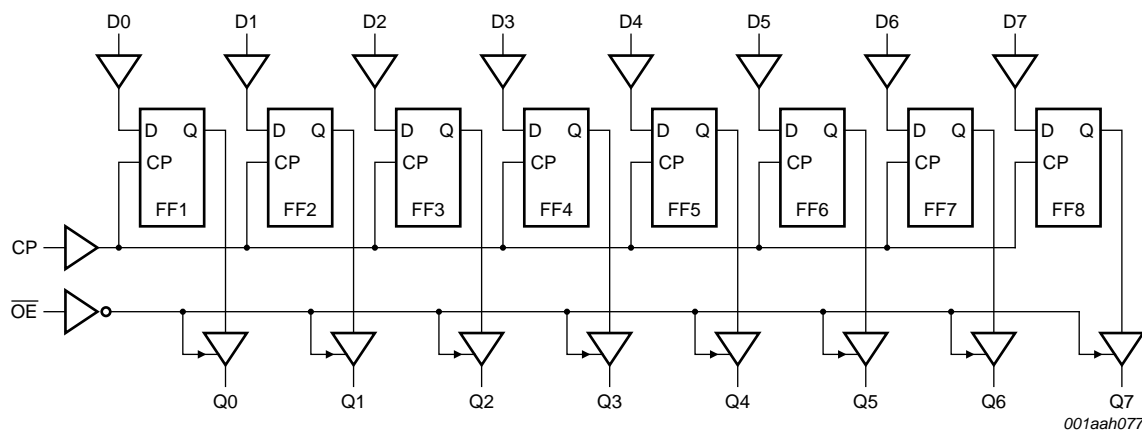 D0 D1 D2 D3 D4 D5 D6 D7
D Q D Q D Q D Q D Q D Q D Q D Q
CP CP CP CP CP CP CP CP
FF1 FF2 FF3 FF4 FF5 FF6 FF7 FF8
CP
O̅E̅
Q0 Q1 Q2 Q3 Q4 Q5 Q6 Q7
001aah077